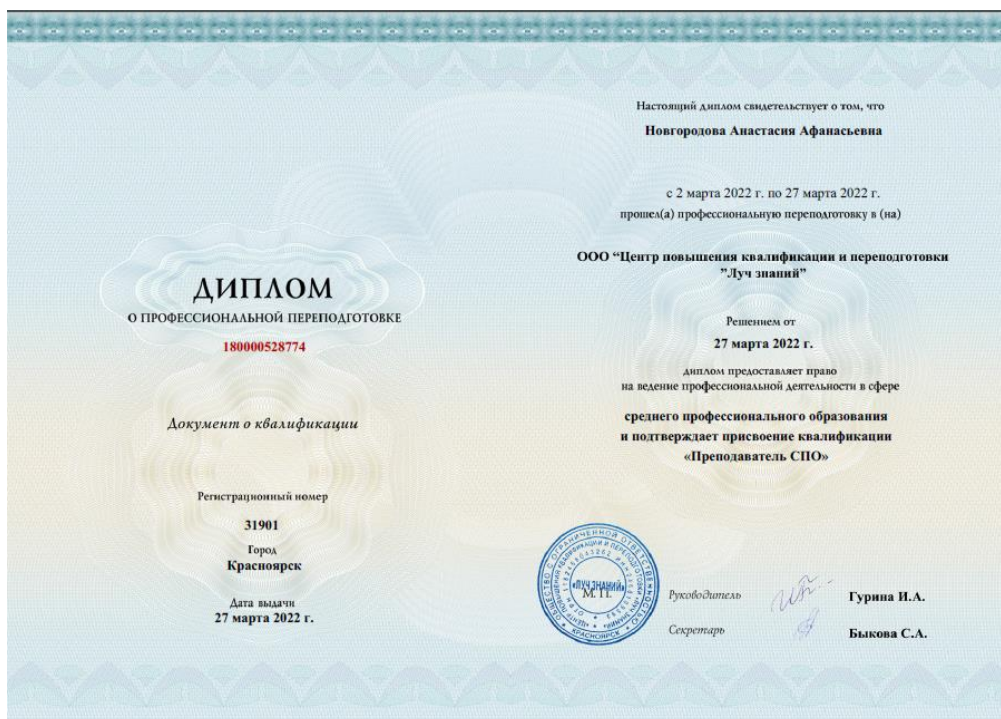 ДИПЛОМ
О ПРОФЕССИОНАЛЬНОЙ ПЕРЕПОДГОТОВКЕ
180000528774
Документ о квалификации
Регистрационный номер
31901
Город
Красноярск
Дата выдачи
27 марта 2022 г.
Настоящий диплом свидетельствует о том, что
Новгородова Анастасия Афанасьевна
с 2 марта 2022 г. по 27 марта 2022 г.
прошел(а) профессиональную переподготовку в (на)
ООО “Центр повышения квалификации и переподготовки
”Луч знаний”
Решением от
27 марта 2022 г.
диплом предоставляет право
на ведение профессиональной деятельности в сфере
среднего профессионального образования
и подтверждает присвоение квалификации
«Преподаватель СПО»
ОБЩЕСТВО С ОГРАНИЧЕННОЙ ОТВЕТСТВЕННОСТЬЮ
КРАСНОЯРСК
«ЛУЧ ЗНАНИЙ»
М. П.
Руководитель
Гурина И.А.
Секретарь
Быкова С.А.